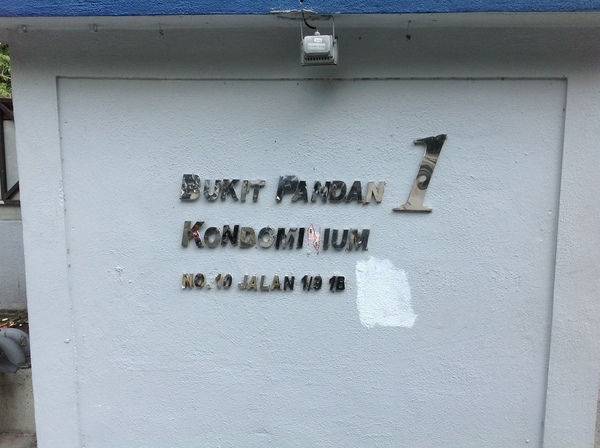 BUKIT PANDAN 1
KONDOMINIUM
NO. 10 JALAN 1/9 1B